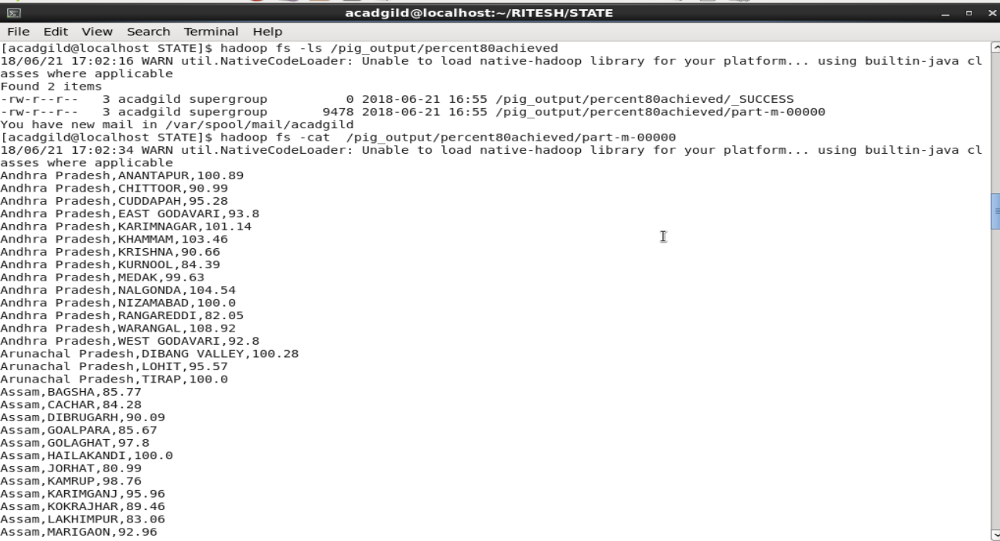 acadgild@localhost:~/RITESH/STATE
File Edit View Search Terminal Help
[acadgild@localhost STATE]$ hadoop fs -ls /pig_output/percent80achieved
18/06/21 17:02:16 WARN util.NativeCodeLoader: Unable to load native-hadoop library for your platform... using builtin-java cl
asses where applicable
Found 2 items
-rw-r--r--   3 acadgild supergroup          0 2018-06-21 16:55 /pig_output/percent80achieved/_SUCCESS
-rw-r--r--   3 acadgild supergroup       9478 2018-06-21 16:55 /pig_output/percent80achieved/part-m-00000
You have new mail in /var/spool/mail/acadgild
[acadgild@localhost STATE]$ hadoop fs -cat  /pig_output/percent80achieved/part-m-00000
18/06/21 17:02:34 WARN util.NativeCodeLoader: Unable to load native-hadoop library for your platform... using builtin-java cl
asses where applicable
Andhra Pradesh,ANANTAPUR,100.89
Andhra Pradesh,CHITTOOR,90.99
Andhra Pradesh,CUDDAPAH,95.28
Andhra Pradesh,EAST GODAVARI,93.8
Andhra Pradesh,KARIMNAGAR,101.14
Andhra Pradesh,KHAMMAM,103.46
Andhra Pradesh,KRISHNA,90.66
Andhra Pradesh,KURNOOL,84.39
Andhra Pradesh,MEDAK,99.63
Andhra Pradesh,NALGONDA,104.54
Andhra Pradesh,NIZAMABAD,100.0
Andhra Pradesh,RANGAREDDI,82.05
Andhra Pradesh,WARANGAL,108.92
Andhra Pradesh,WEST GODAVARI,92.8
Arunachal Pradesh,DIBANG VALLEY,100.28
Arunachal Pradesh,LOHIT,95.57
Arunachal Pradesh,TIRAP,100.0
Assam,BAGSHA,85.77
Assam,CACHAR,84.28
Assam,DIBRUGARH,90.09
Assam,GOALPARA,85.67
Assam,GOLAGHAT,97.8
Assam,HAILAKANDI,100.0
Assam,JORHAT,80.99
Assam,KAMRUP,98.76
Assam,KARIMGANJ,95.96
Assam,KOKRAJHAR,89.46
Assam,LAKHIMPUR,83.06
Assam,MARIGAON,92.96